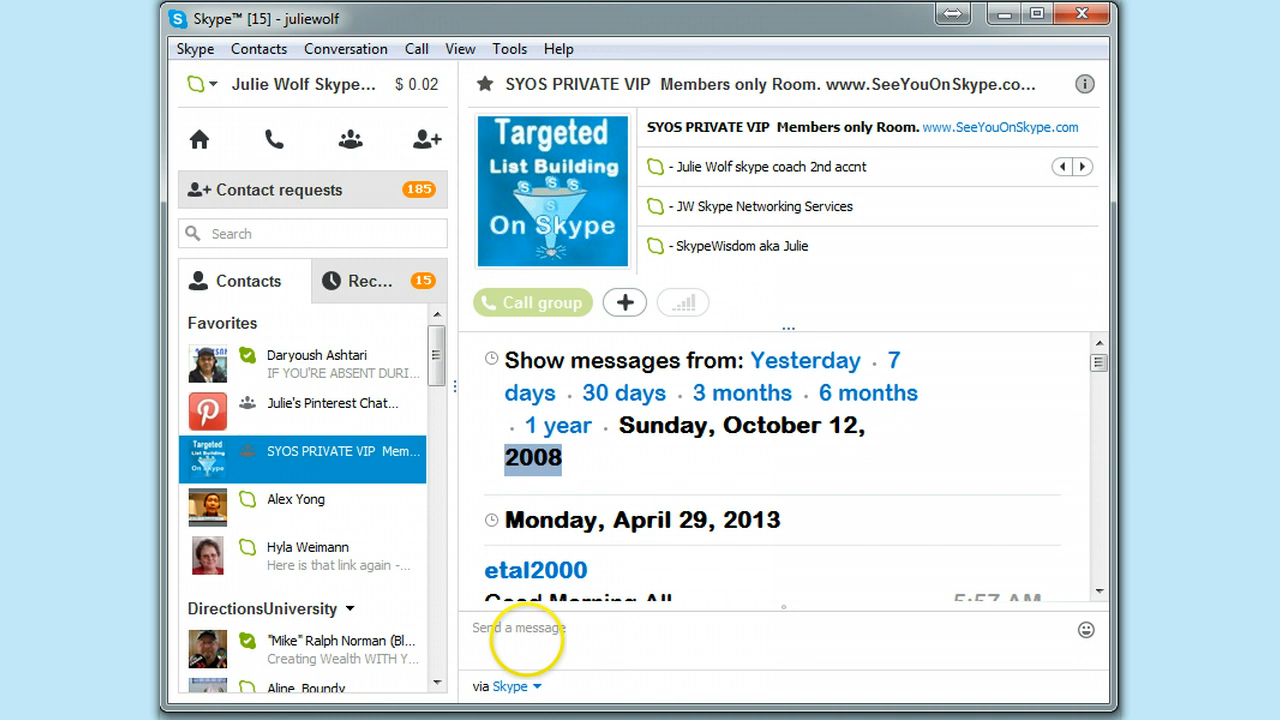 Skype™ [15] - juliewolf
Skype Contacts Conversation Call View Tools Help
Julie Wolf Skype... $ 0.02
Contact requests 185
Search
Contacts Rec... 15
Favorites
Daryoush Ashtari
IF YOU'RE ABSENT DURI...
Julie's Pinterest Chat...
SYOS PRIVATE VIP Mem...
Alex Yong
Hyla Weimann
Here is that link again -...
DirectionsUniversity
"Mike" Ralph Norman (Bl...
Creating Wealth WITH Y...
Aline Boundy
SYOS PRIVATE VIP Members only Room. www.SeeYouOnSkype.co...
Targeted
List Building
On Skype
SYOS PRIVATE VIP Members only Room. www.SeeYouOnSkype.com
- Julie Wolf skype coach 2nd accnt
- JW Skype Networking Services
- SkypeWisdom aka Julie
Call group
Show messages from: Yesterday · 7
days · 30 days · 3 months · 6 months
· 1 year · Sunday, October 12,
2008
Monday, April 29, 2013
etal2000
Good Morning All 5:57 AM
Send a message
via Skype